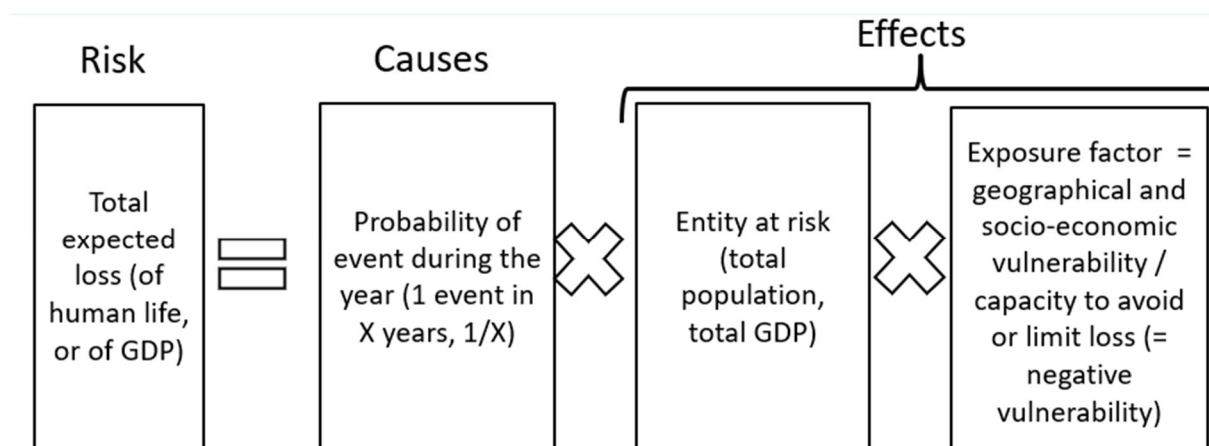 Risk
Causes
Effects
Total
expected
loss (of
human life,
or of GDP)
Probability of
event during the
year (1 event in
X years, 1/X)
Entity at risk
(total
population,
total GDP)
Exposure factor =
geographical and
socio-economic
vulnerability /
capacity to avoid
or limit loss (=
negative
vulnerability)